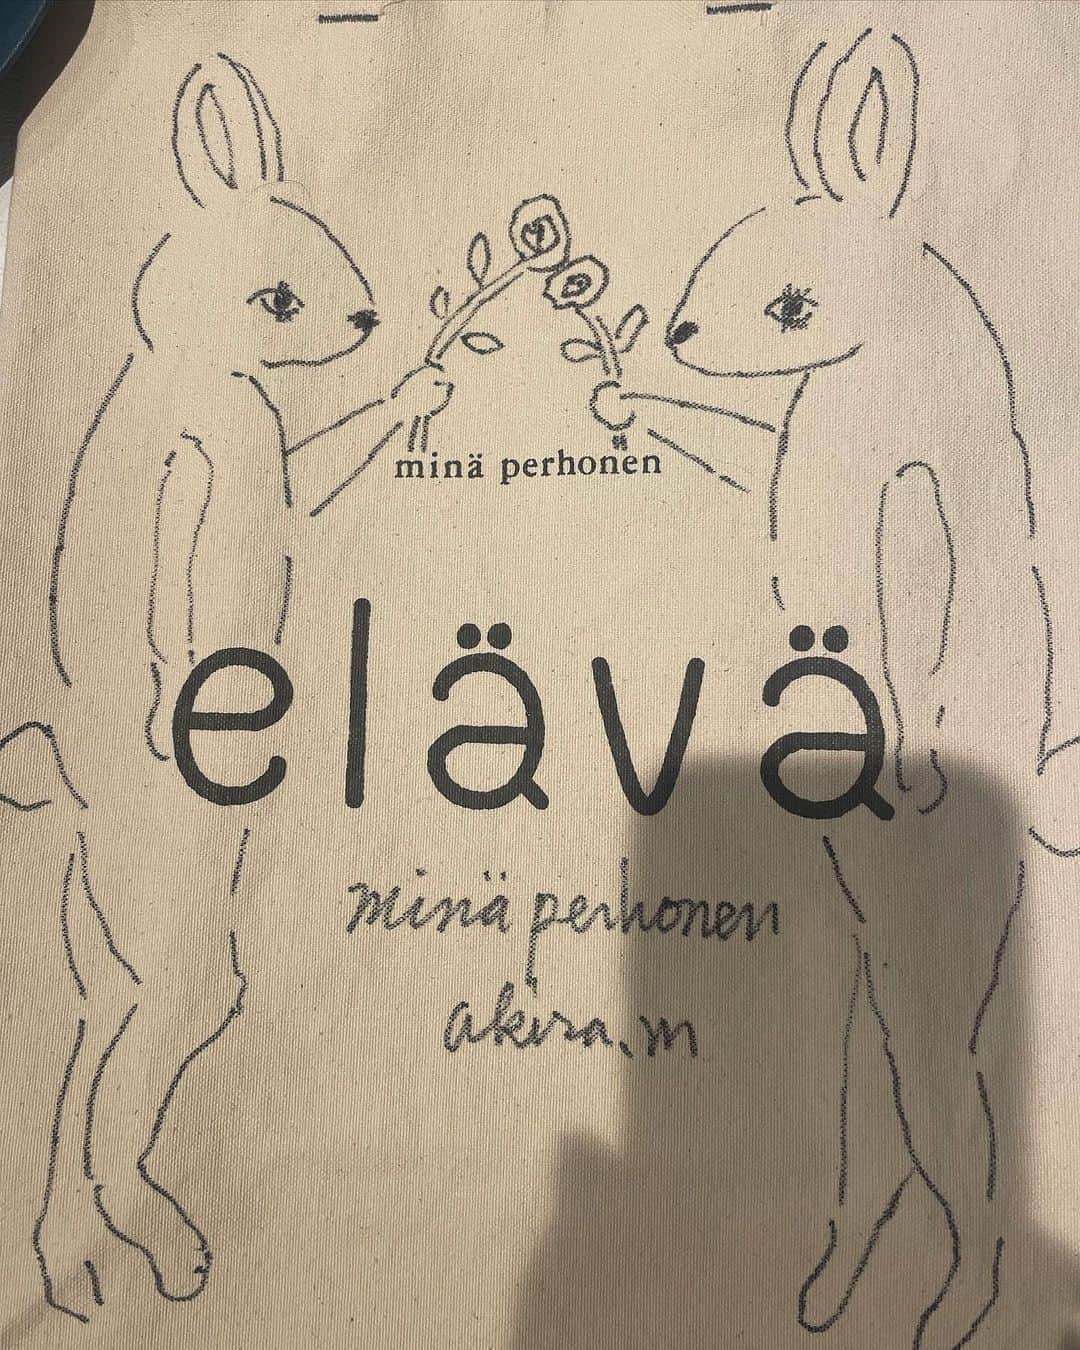 minä perhonen
elävä
minä perhonen
akira.m